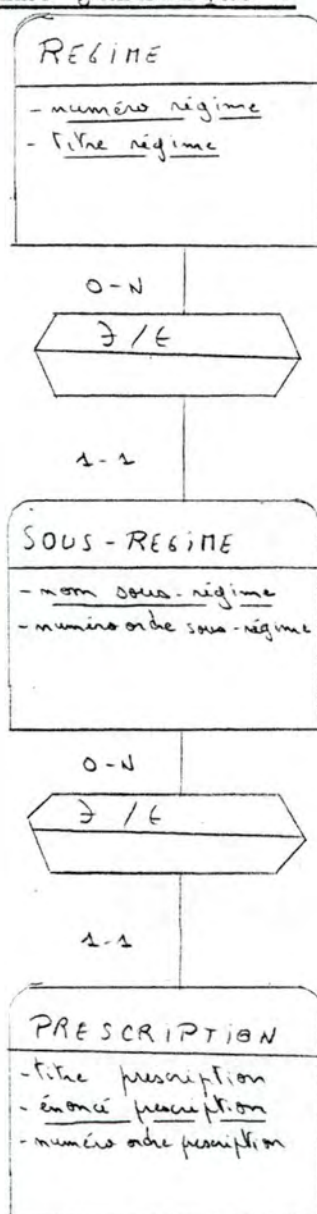 REGIME
- numéro régime
- titre régime
0-N
∋ / ∈
1-1
SOUS-REGIME
- nom sous-régime
- numéro ordre sous-régime
0-N
∋ / ∈
1-1
PRESCRIPTION
- titre prescription
- énoncé prescription
- numéro ordre prescription